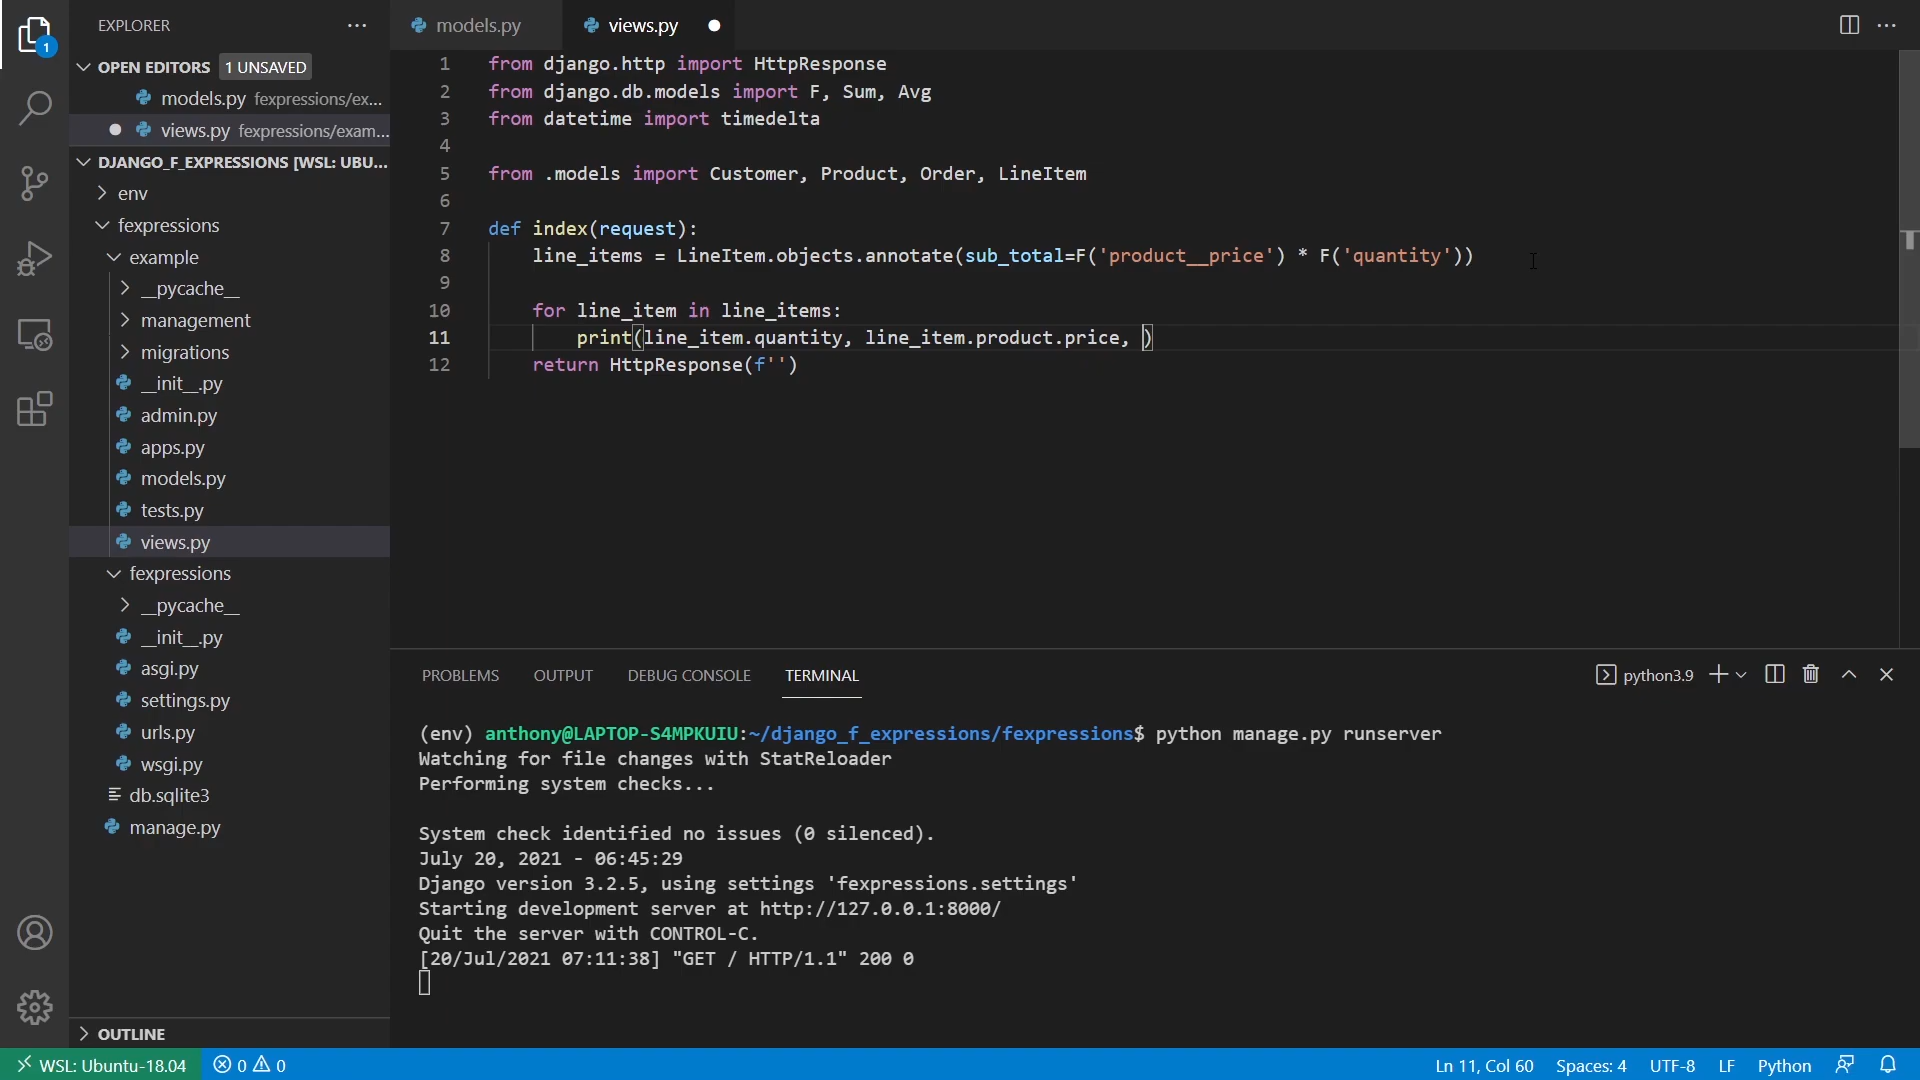 EXPLORER
OPEN EDITORS 1 UNSAVED
models.py fexpressions/ex...
views.py fexpressions/exam...
DJANGO_F_EXPRESSIONS [WSL: UBU...
env
fexpressions
example
__pycache__
management
migrations
__init__.py
admin.py
apps.py
models.py
tests.py
views.py
fexpressions
__pycache__
__init__.py
asgi.py
settings.py
urls.py
wsgi.py
db.sqlite3
manage.py
OUTLINE
1
models.py views.py
1 from django.http import HttpResponse
2 from django.db.models import F, Sum, Avg
3 from datetime import timedelta
4
5 from .models import Customer, Product, Order, LineItem
6
7 def index(request):
8 line_items = LineItem.objects.annotate(sub_total=F('product__price') * F('quantity'))
9
10 for line_item in line_items:
11 print(line_item.quantity, line_item.product.price, )
12 return HttpResponse(f'')
PROBLEMS OUTPUT DEBUG CONSOLE TERMINAL python3.9
(env) anthony@LAPTOP-S4MPKUIU:~/django_f_expressions/fexpressions$ python manage.py runserver
Watching for file changes with StatReloader
Performing system checks...
System check identified no issues (0 silenced).
July 20, 2021 - 06:45:29
Django version 3.2.5, using settings 'fexpressions.settings'
Starting development server at http://127.0.0.1:8000/
Quit the server with CONTROL-C.
[20/Jul/2021 07:11:38] "GET / HTTP/1.1" 200 0
WSL: Ubuntu-18.04 0 0 Ln 11, Col 60 Spaces: 4 UTF-8 LF Python